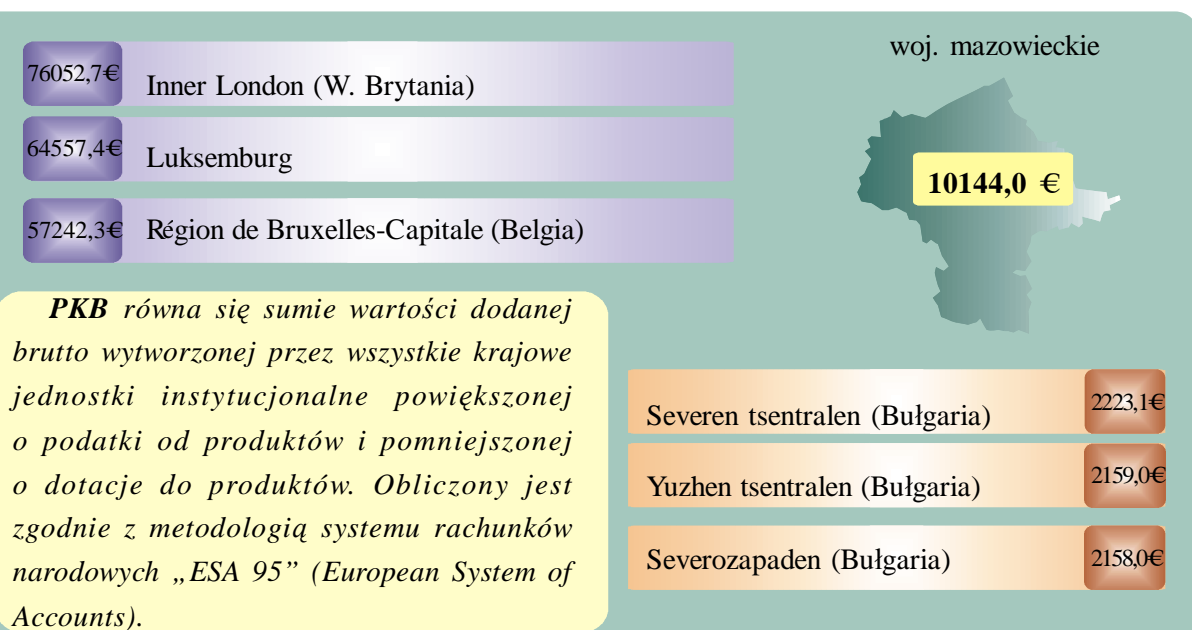 76052,7€ Inner London (W. Brytania)
64557,4€ Luksemburg
57242,3€ Région de Bruxelles-Capitale (Belgia)
woj. mazowieckie
10144,0 €
PKB równa się sumie wartości dodanej
brutto wytworzonej przez wszystkie krajowe
jednostki instytucjonalne powiększonej
o podatki od produktów i pomniejszonej
o dotacje do produktów. Obliczony jest
zgodnie z metodologią systemu rachunków
narodowych „ESA 95” (European System of
Accounts).
Severen tsentralen (Bułgaria) 2223,1€
Yuzhen tsentralen (Bułgaria) 2159,0€
Severozapaden (Bułgaria) 2158,0€